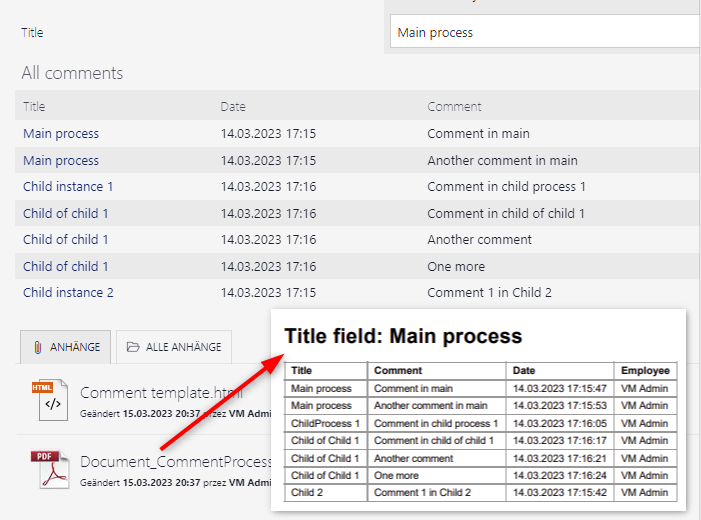 Title
Main process
All comments
Title Date Comment
Main process 14.03.2023 17:15 Comment in main
Main process 14.03.2023 17:15 Another comment in main
Child instance 1 14.03.2023 17:16 Comment in child process 1
Child of child 1 14.03.2023 17:16 Comment in child of child 1
Child of child 1 14.03.2023 17:16 Another comment
Child of child 1 14.03.2023 17:16 One more
Child instance 2 14.03.2023 17:15 Comment 1 in Child 2
ANHÄNGE ALLE ANHÄNGE
HTML Comment template.html
Geändert 15.03.2023 20:37 przez VM Admi
PDF Document_CommentProcess
Geändert 15.03.2023 20:37 przez VM Admi
Title field: Main process
Title Comment Date Employee
Main process Comment in main 14.03.2023 17:15:47 VM Admin
Main process Another comment in main 14.03.2023 17:15:53 VM Admin
ChildProcess 1 Comment in child process 1 14.03.2023 17:16:05 VM Admin
Child of Child 1 Comment in child of child 1 14.03.2023 17:16:17 VM Admin
Child of Child 1 Another comment 14.03.2023 17:16:21 VM Admin
Child of Child 1 One more 14.03.2023 17:16:24 VM Admin
Child 2 Comment 1 in Child 2 14.03.2023 17:15:42 VM Admin